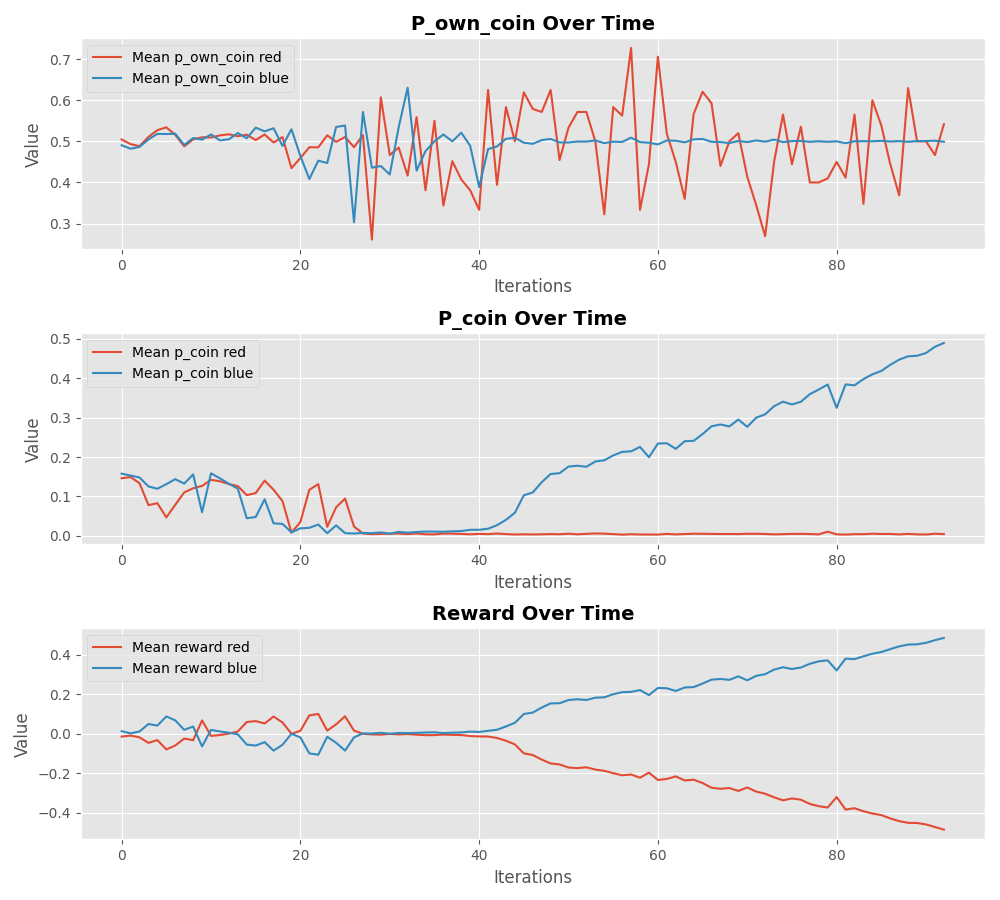 P_own_coin Over Time
Mean p_own_coin red
Mean p_own_coin blue
Value
0.7
0.6
0.5
0.4
0.3
0 20 40 60 80
Iterations
P_coin Over Time
Mean p_coin red
Mean p_coin blue
Value
0.5
0.4
0.3
0.2
0.1
0.0
0 20 40 60 80
Iterations
Reward Over Time
Mean reward red
Mean reward blue
Value
0.4
0.2
0.0
−0.2
−0.4
0 20 40 60 80
Iterations